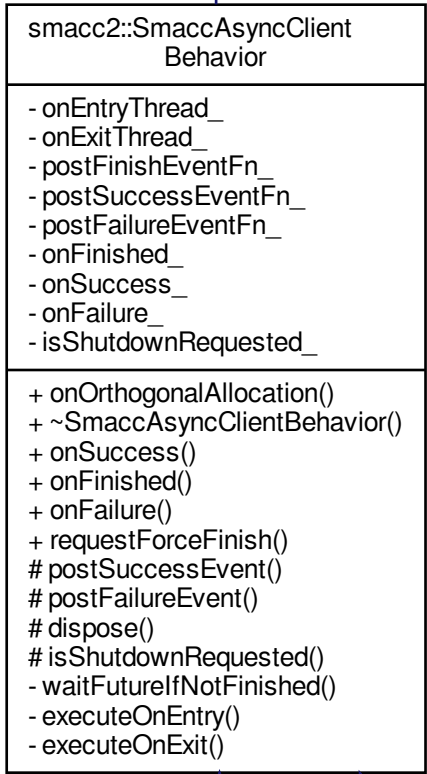 smacc2::SmaccAsyncClient
Behavior
- onEntryThread_
- onExitThread_
- postFinishEventFn_
- postSuccessEventFn_
- postFailureEventFn_
- onFinished_
- onSuccess_
- onFailure_
- isShutdownRequested_
+ onOrthogonalAllocation()
+ ~SmaccAsyncClientBehavior()
+ onSuccess()
+ onFinished()
+ onFailure()
+ requestForceFinish()
# postSuccessEvent()
# postFailureEvent()
# dispose()
# isShutdownRequested()
- waitFutureIfNotFinished()
- executeOnEntry()
- executeOnExit()